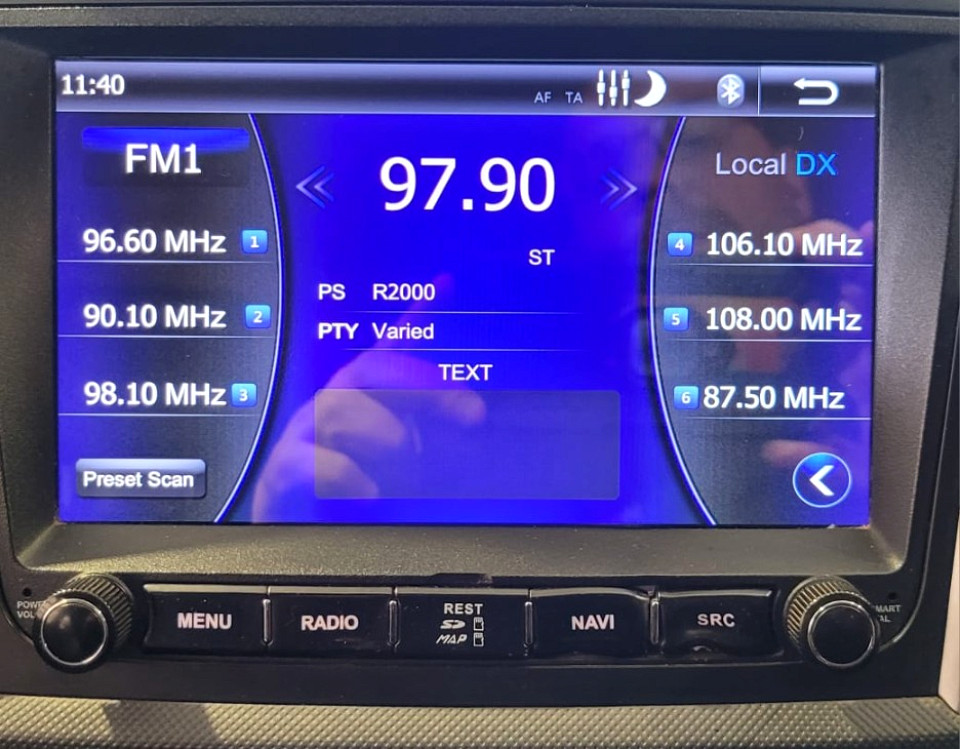 11:40
AF TA
FM1
97.90
Local DX
96.60 MHz 1
4 106.10 MHz
ST
90.10 MHz 2
PS R2000
5 108.00 MHz
PTY Varied
98.10 MHz 3
TEXT
6 87.50 MHz
Preset Scan
MENU
RADIO
REST
SD
MAP
NAVI
SRC